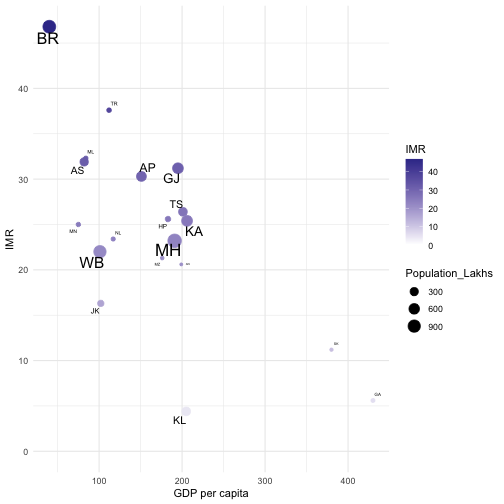 BR
TR
ML
AS
AP
GJ
TS
HP
KA
MN
NL
MH
WB
MZ
JK
KL
GA
40
30
20
10
0
100
200
300
400
IMR
GDP per capita
IMR
40
30
20
10
0
Population_Lakhs
300
600
900